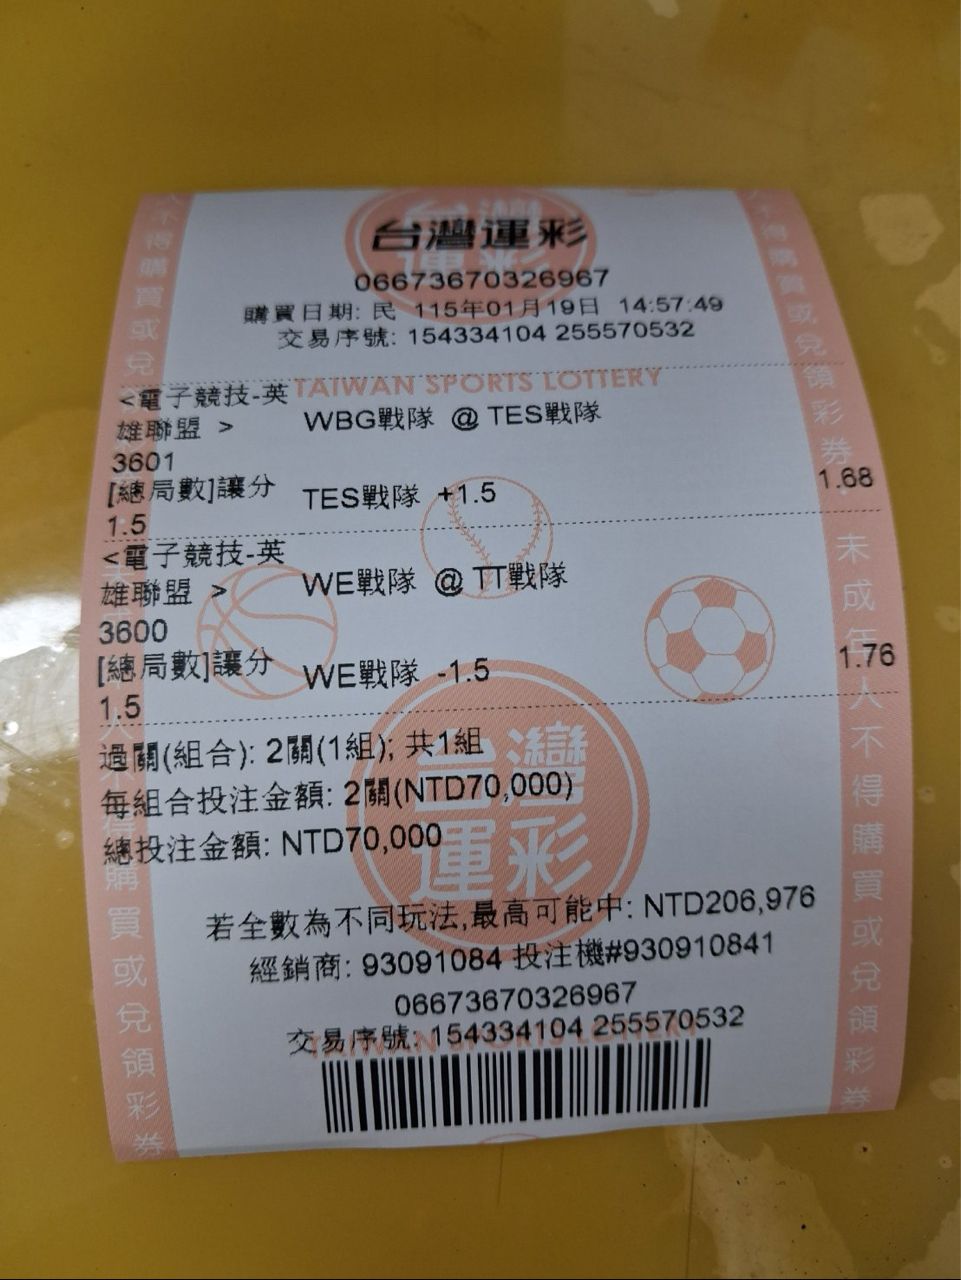 台灣運彩
06673670326967
購買日期: 民 115年01月19日 14:57:49
交易序號: 154334104 255570532
TAIWAN SPORTS LOTTERY
<電子競技-英雄聯盟 > WBG戰隊 @ TES戰隊
3601
[總局數]讓分 1.5 TES戰隊 +1.5 1.68
<電子競技-英雄聯盟 > WE戰隊 @ TT戰隊
3600
[總局數]讓分 1.5 WE戰隊 -1.5 1.76
過關(組合): 2關(1組); 共1組
每組合投注金額: 2關(NTD70,000)
總投注金額: NTD70,000
台灣運彩
若全數為不同玩法,最高可能中: NTD206,976
經銷商: 93091084 投注機#930910841
06673670326967
交易序號: 154334104 255570532
TAIWAN SPORTS LOTTERY
人不得購買或兌領彩券
未成年人不得購買或兌領彩券